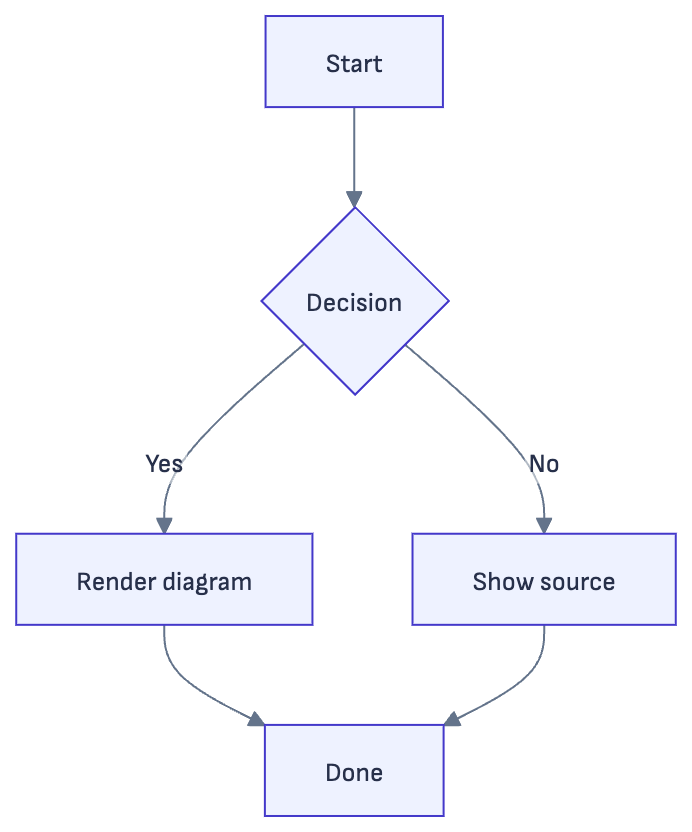 Start
Decision
Yes
No
Render diagram
Show source
Done